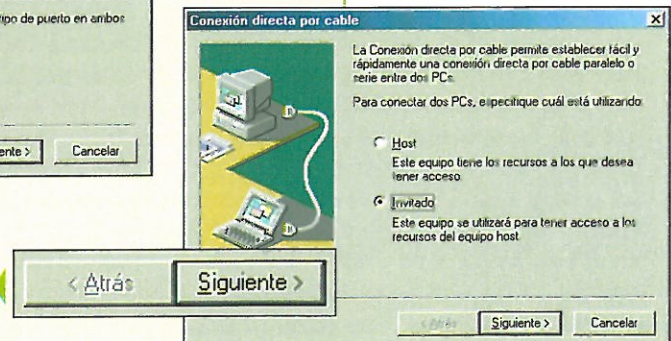 tipo de puerto en ambos
ente >
Cancelar
Conexión directa por cable
La Conexión directa por cable permite establecer fácil y
rápidamente una conexión directa por cable paralelo o
serie entre dos PCs.
Para conectar dos PCs, especifique cuál está utilizando:
Host
Este equipo tiene los recursos a los que desea
tener acceso.
Invitado
Este equipo se utilizará para tener acceso a los
recursos del equipo host.
< Atrás
Siguiente >
< Atrás
Siguiente >
Cancelar